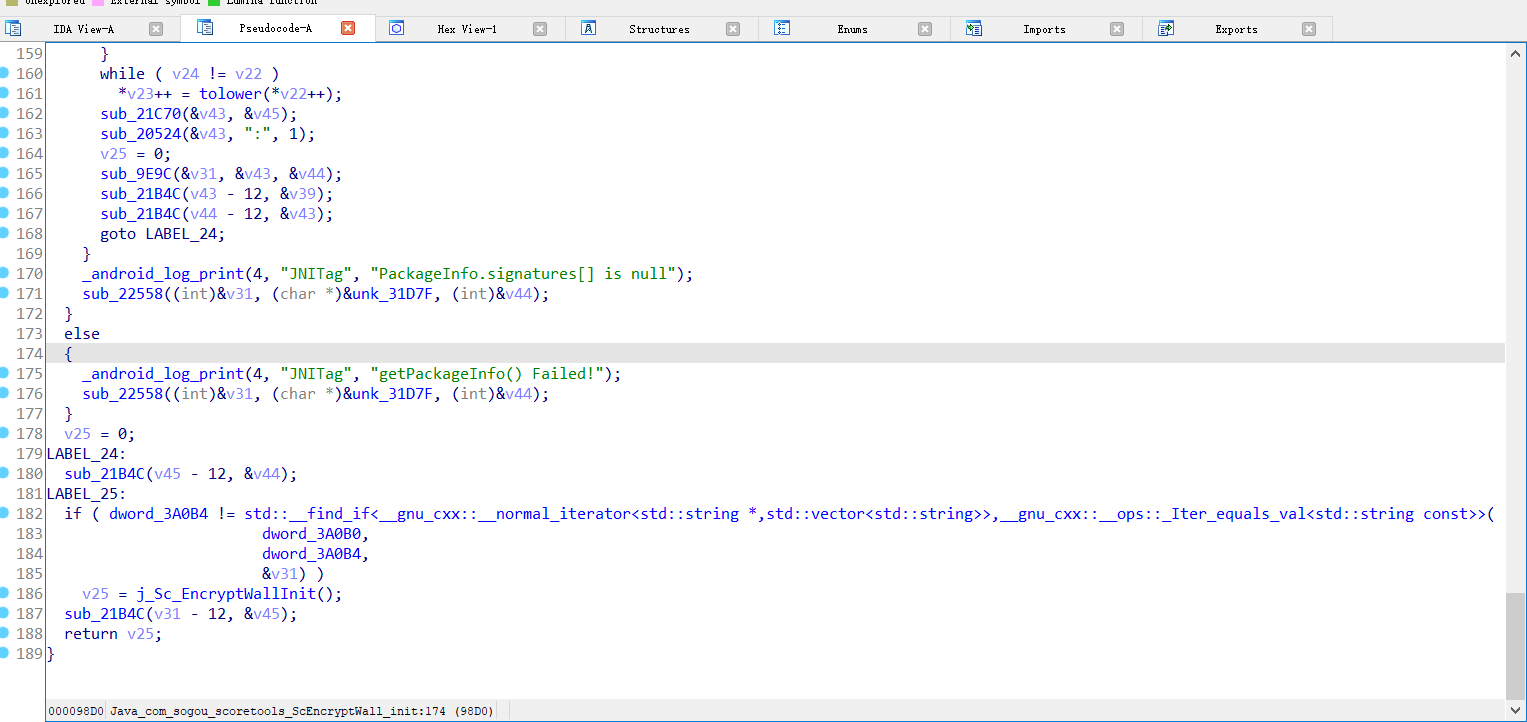 Unexplored External symbol Lumina function
IDA View-A Pseudocode-A Hex View-1 Structures Enums Imports Exports
159 }
160 while ( v24 != v22 )
161 *v23++ = tolower(*v22++);
162 sub_21C70(&v43, &v45);
163 sub_20524(&v43, ":", 1);
164 v25 = 0;
165 sub_9E9C(&v31, &v43, &v44);
166 sub_21B4C(v43 - 12, &v39);
167 sub_21B4C(v44 - 12, &v43);
168 goto LABEL_24;
169 }
170 _android_log_print(4, "JNITag", "PackageInfo.signatures[] is null");
171 sub_22558((int)&v31, (char *)&unk_31D7F, (int)&v44);
172 }
173 else
174 {
175 _android_log_print(4, "JNITag", "getPackageInfo() Failed!");
176 sub_22558((int)&v31, (char *)&unk_31D7F, (int)&v44);
177 }
178 v25 = 0;
179 LABEL_24:
180 sub_21B4C(v45 - 12, &v44);
181 LABEL_25:
182 if ( dword_3A0B4 != std::__find_if<__gnu_cxx::__normal_iterator<std::string *,std::vector<std::string>>,__gnu_cxx::__ops::_Iter_equals_val<std::string const>>(
183 dword_3A0B0,
184 dword_3A0B4,
185 &v31) )
186 v25 = j_Sc_EncryptWallInit();
187 sub_21B4C(v31 - 12, &v45);
188 return v25;
189 }
000098D0 Java_com_sogou_scoretools_ScEncryptWall_init:174 (98D0)